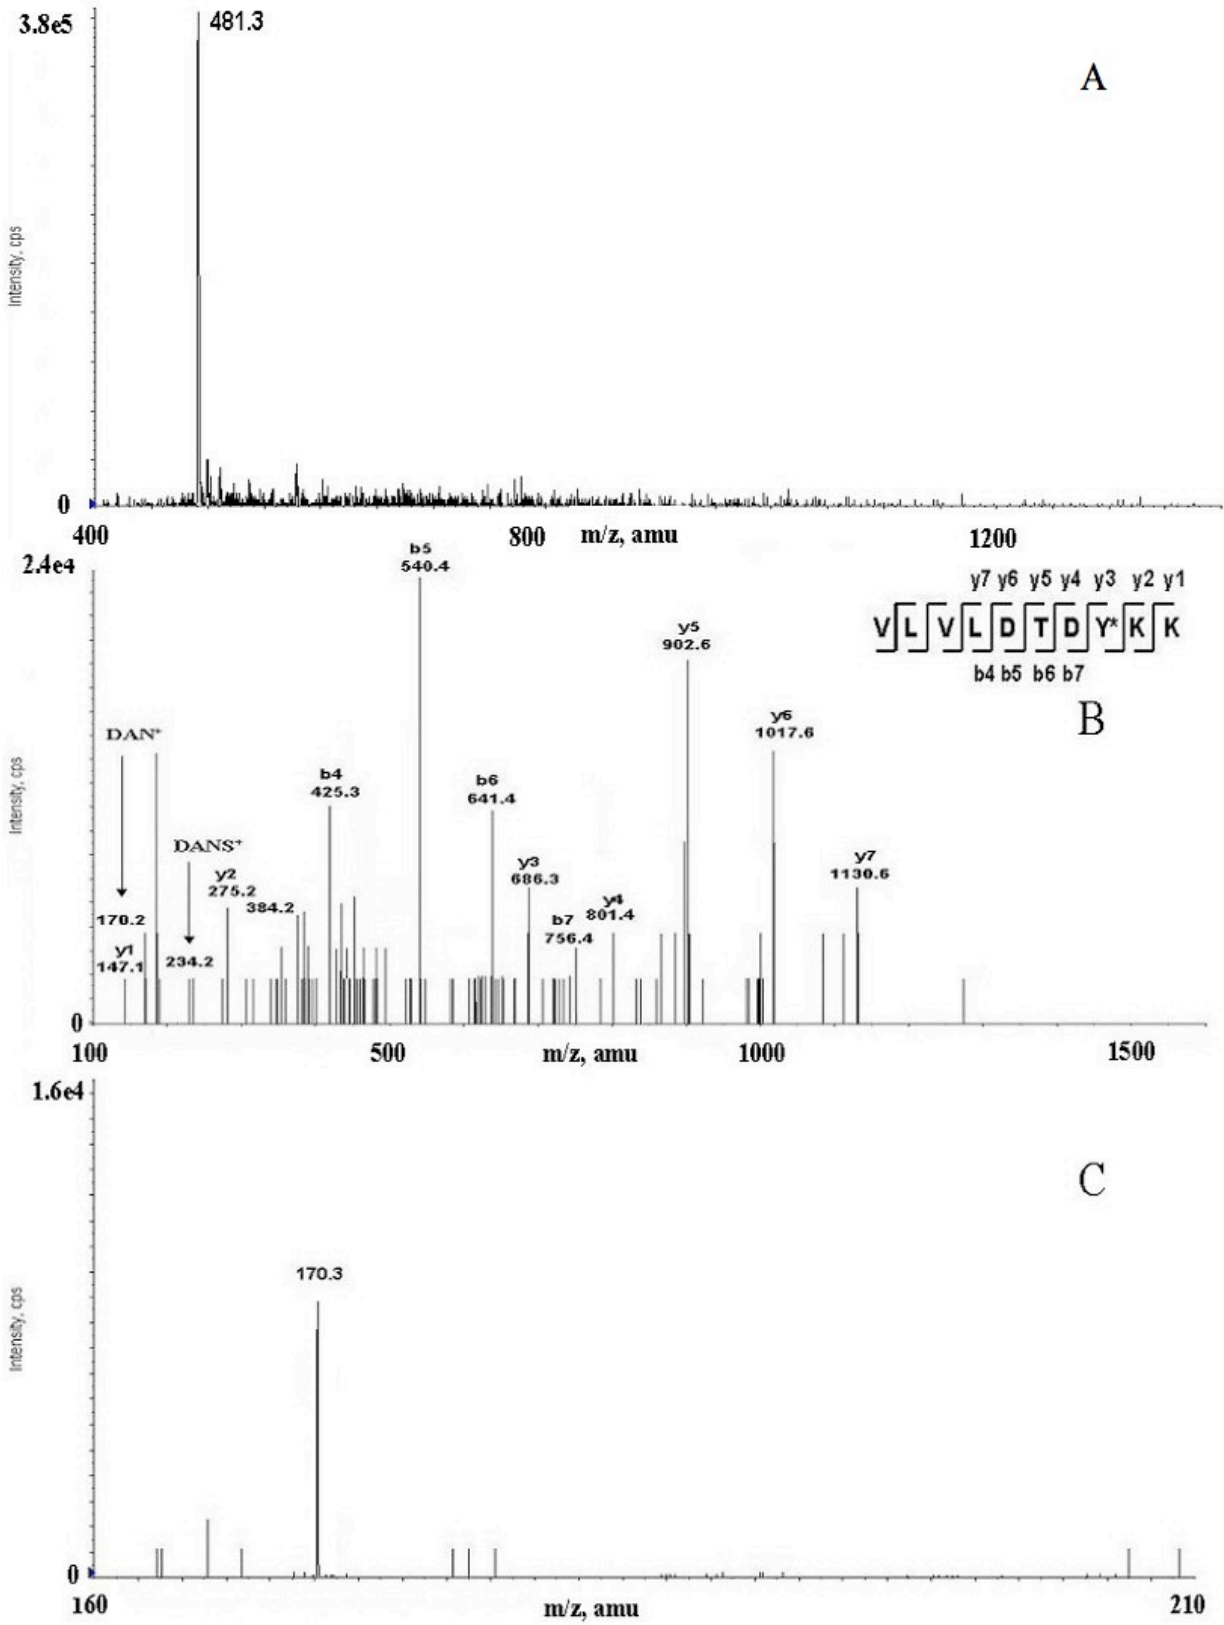 3.8e5
481.3
A
Intensity, cps
0
400
800
m/z, amu
1200
2.4e4
b5
540.4
y7 y6 y5 y4 y3 y2 y1
V L V L D T D Y* K K
b4 b5 b6 b7
B
y5
902.6
y6
1017.6
DAN+
b4
425.3
b6
641.4
Intensity, cps
DANS+
y2
275.2
384.2
y3
686.3
y7
1130.6
170.2
y1
147.1
234.2
b7
756.4
y4
801.4
0
100
500
m/z, amu
1000
1500
1.6e4
C
170.3
Intensity, cps
0
160
m/z, amu
210